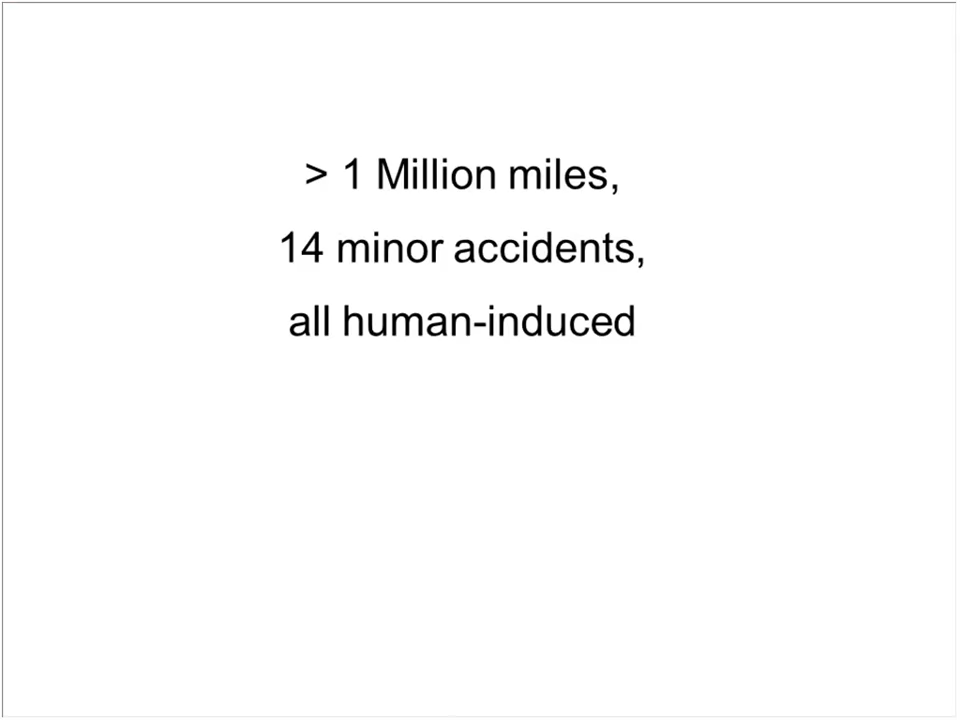 > 1 Million miles,
14 minor accidents,
all human-induced